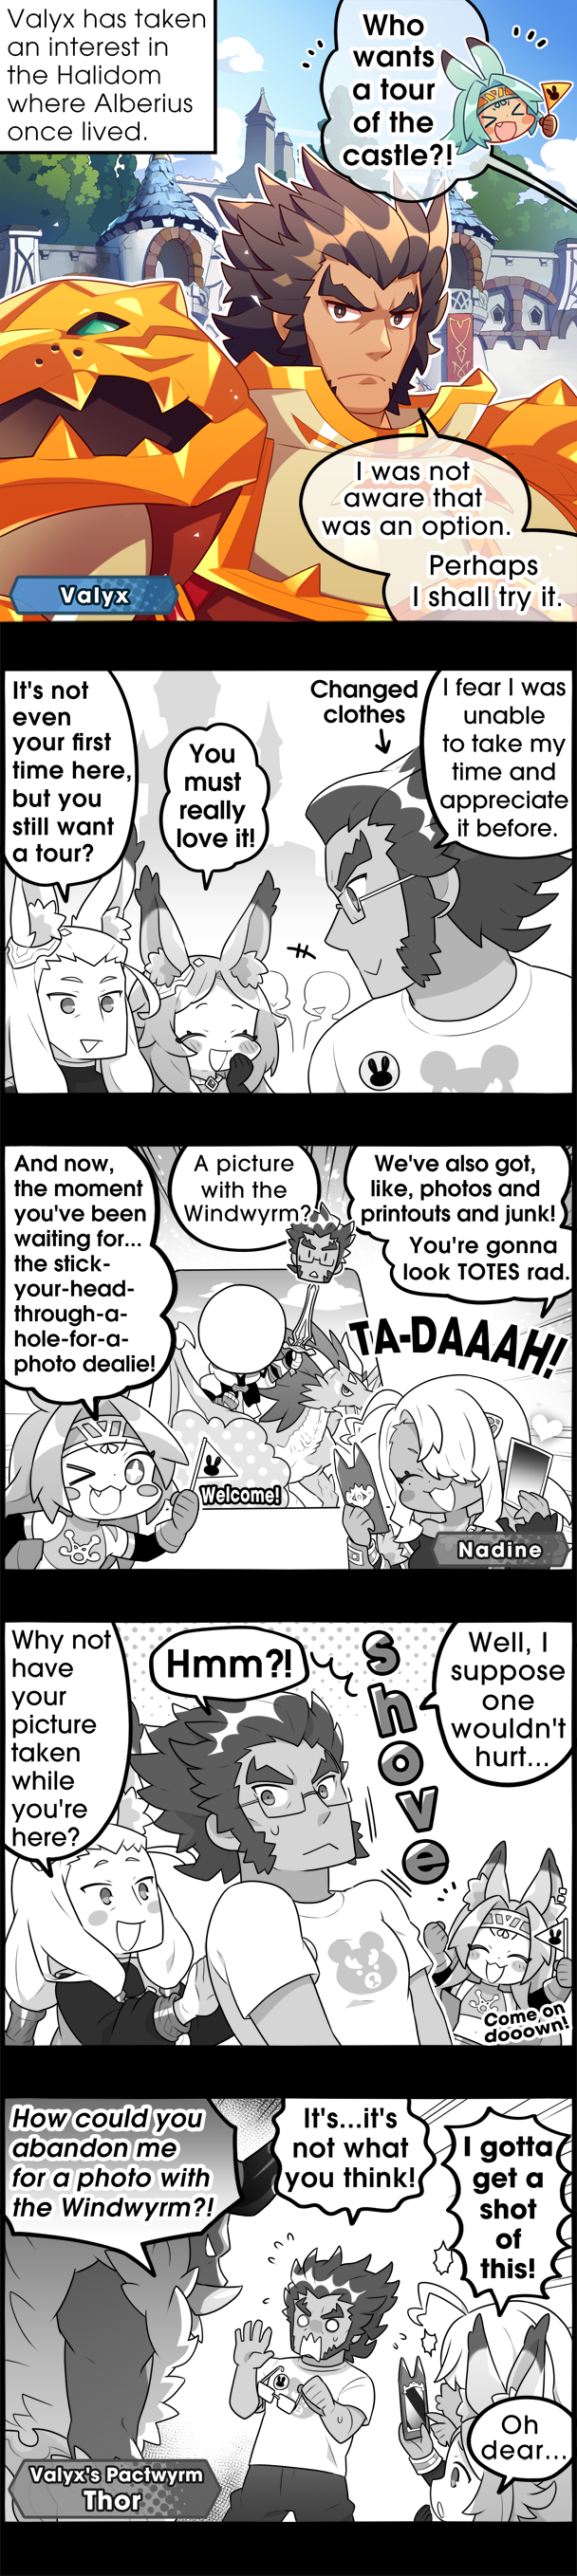 Valyx has taken
an interest in
the Halidom
where Alberius
once lived.
Who
wants
a tour
of the
castle?!
I was not
aware that
was an option.
Perhaps
I shall try it.
Valyx
It's not
even
your first
time here,
but you
still want
a tour?
You
must
really
love it!
Changed
clothes
I fear I was
unable
to take my
time and
appreciate
it before.
And now,
the moment
you've been
waiting for...
the stick-
your-head-
through-a-
hole-for-a-
photo dealie!
A picture
with the
Windwyrm?
We've also got,
like, photos and
printouts and junk!
You're gonna
look TOTES rad.
TA-DAAAH!
Welcome!
Nadine
Why not
have
your
picture
taken
while
you're
here?
Hmm?!
shove
Well, I
suppose
one
wouldn't
hurt...
Come on
dooown!
How could you
abandon me
for a photo with
the Windwyrm?!
It's...it's
not what
you think!
I gotta
get a
shot
of
this!
Oh
dear...
Valyx's Pactwyrm
Thor